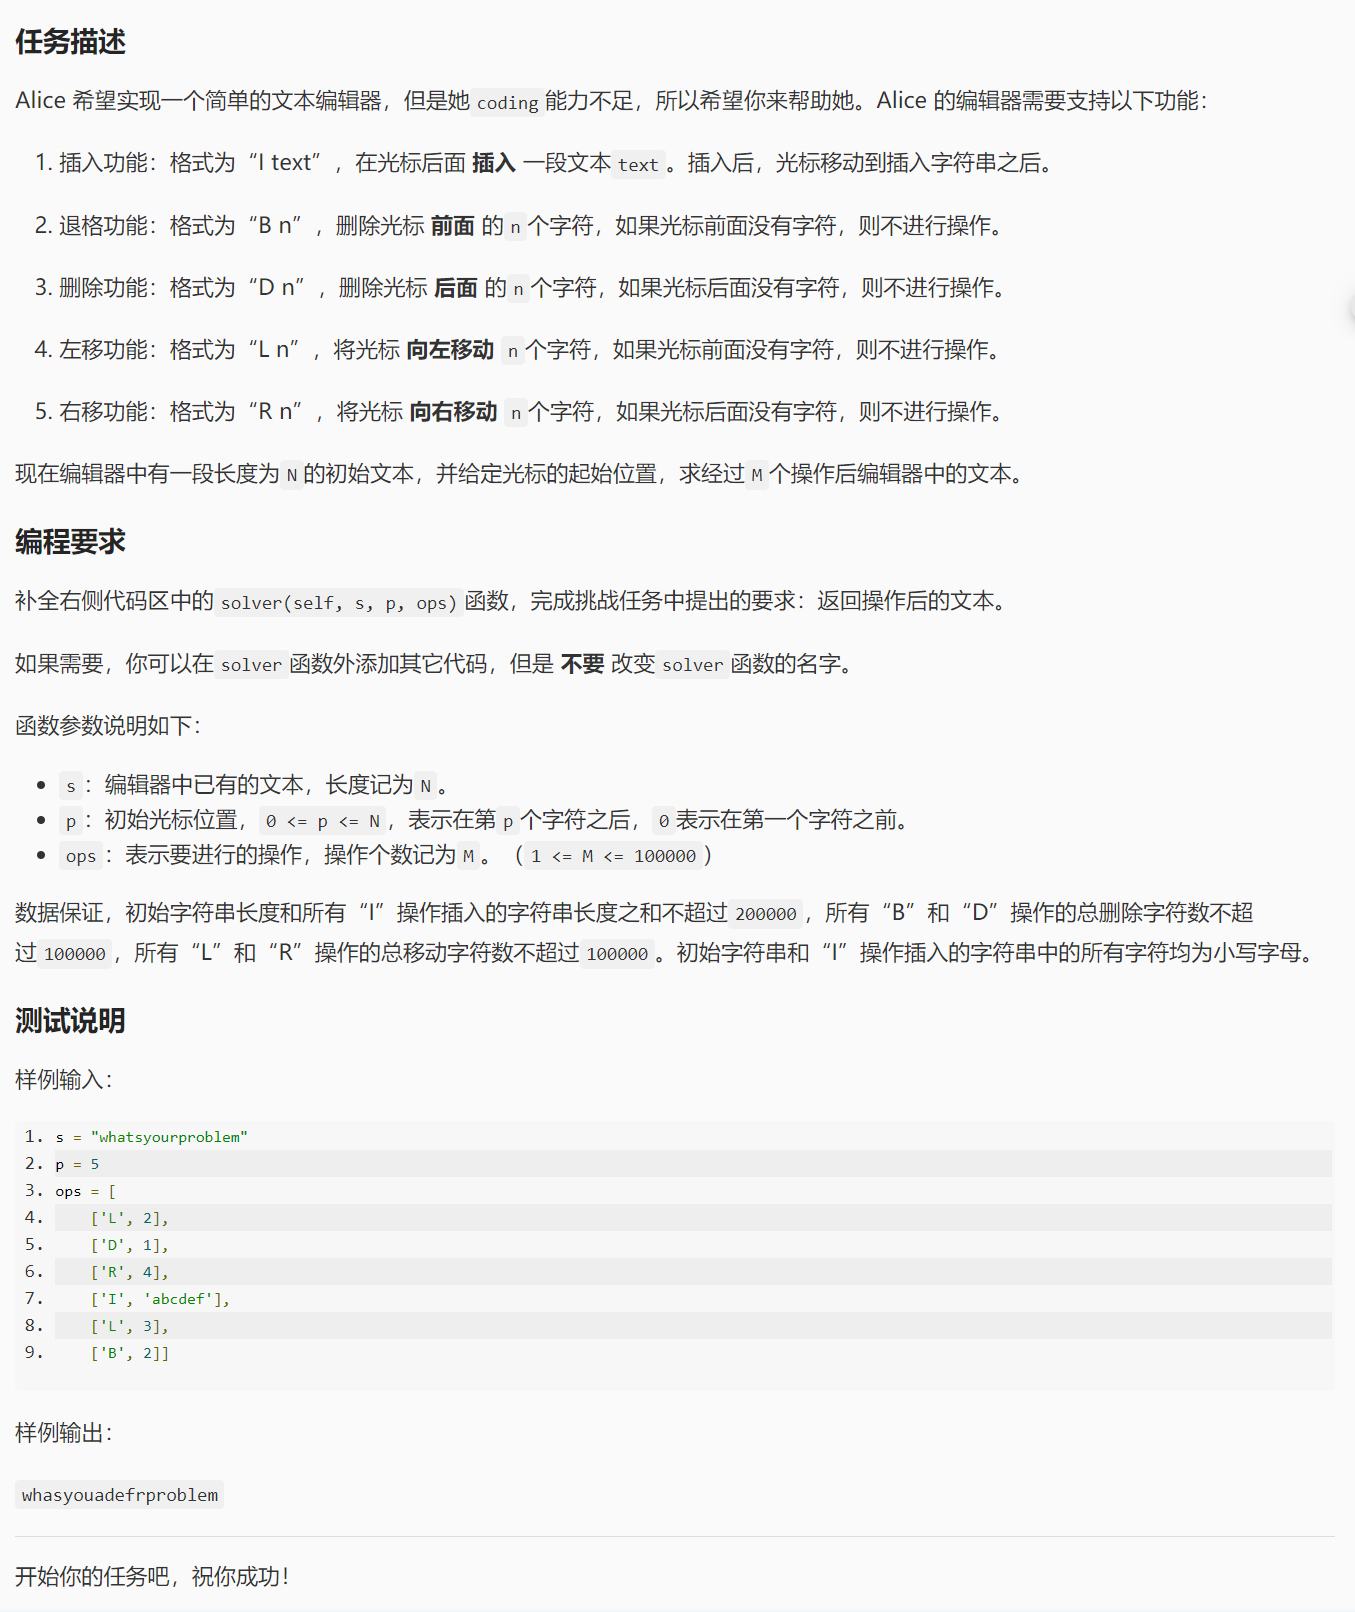 任务描述
Alice 希望实现一个简单的文本编辑器，但是她 coding 能力不足，所以希望你来帮助她。Alice 的编辑器需要支持以下功能：
1. 插入功能：格式为“I text”，在光标后面 插入 一段文本 text 。插入后，光标移动到插入字符串之后。
2. 退格功能：格式为“B n”，删除光标 前面 的 n 个字符，如果光标前面没有字符，则不进行操作。
3. 删除功能：格式为“D n”，删除光标 后面 的 n 个字符，如果光标后面没有字符，则不进行操作。
4. 左移功能：格式为“L n”，将光标 向左移动 n 个字符，如果光标前面没有字符，则不进行操作。
5. 右移功能：格式为“R n”，将光标 向右移动 n 个字符，如果光标后面没有字符，则不进行操作。
现在编辑器中有一段长度为 N 的初始文本，并给定光标的起始位置，求经过 M 个操作后编辑器中的文本。
编程要求
补全右侧代码区中的 solver(self, s, p, ops) 函数，完成挑战任务中提出的要求：返回操作后的文本。
如果需要，你可以在 solver 函数外添加其它代码，但是 不要 改变 solver 函数的名字。
函数参数说明如下：
• s ：编辑器中已有的文本，长度记为 N 。
• p ：初始光标位置， 0 <= p <= N ，表示在第 p 个字符之后， 0 表示在第一个字符之前。
• ops ：表示要进行的操作，操作个数记为 M 。（ 1 <= M <= 100000 ）
数据保证，初始字符串长度和所有“I”操作插入的字符串长度之和不超过 200000 ，所有“B”和“D”操作的总删除字符数不超
过 100000 ，所有“L”和“R”操作的总移动字符数不超过 100000 。初始字符串和“I”操作插入的字符串中的所有字符均为小写字母。
测试说明
样例输入：
1. s = "whatsyourproblem"
2. p = 5
3. ops = [
4. ['L', 2],
5. ['D', 1],
6. ['R', 4],
7. ['I', 'abcdef'],
8. ['L', 3],
9. ['B', 2]]
样例输出：
whasyouadefrproblem
开始你的任务吧，祝你成功！